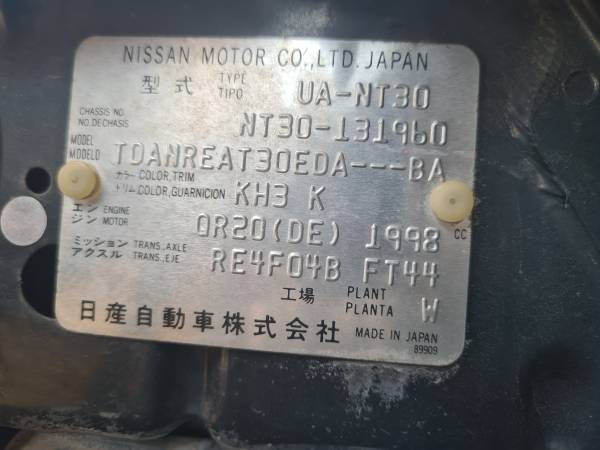 NISSAN MOTOR CO.,LTD. JAPAN
型式 TYPE TIPO UA-NT30
CHASSIS NO. NO.DECHASIS NT30-131960
MODEL MODELO TDANREAT30EDA---BA
カラー COLOR,TRIM
トリム COLOR,GUARNICION KH3 K
エンジン ENGINE MOTOR QR20(DE) 1998 CC
ミッション TRANS.,AXLE
アクスル TRANS.,EJE RE4F04B FT44
工場 PLANT PLANTA W
日産自動車株式会社 MADE IN JAPAN
89909